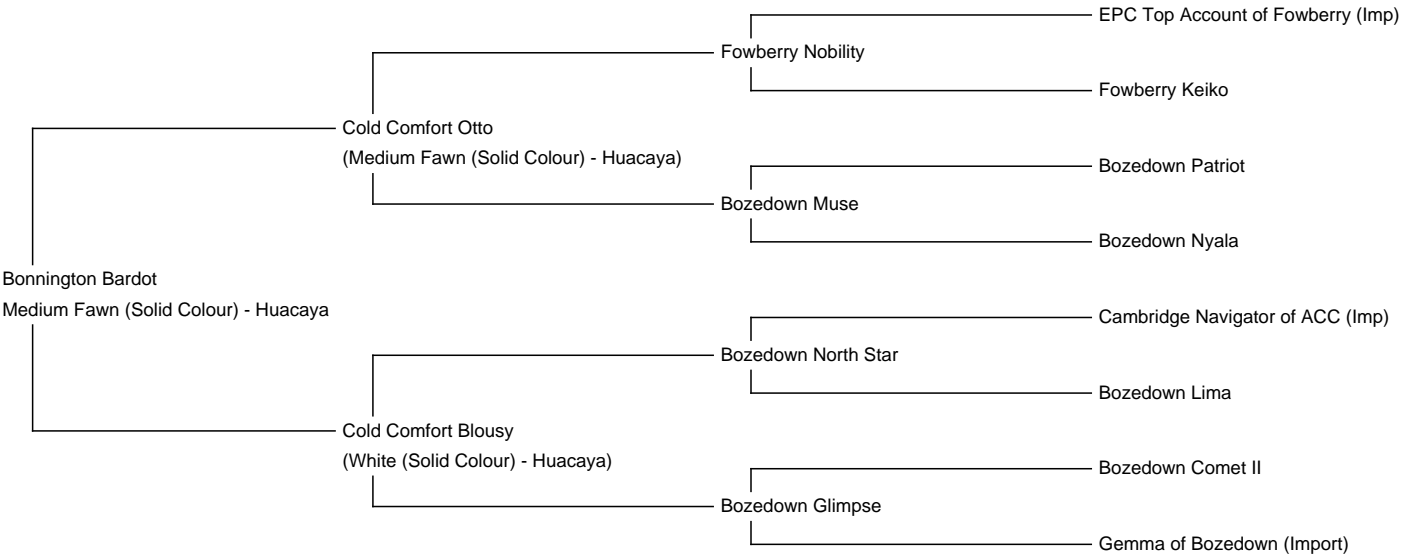 EPC Top Account of Fowberry (Imp)
Fowberry Nobility
Fowberry Keiko
Cold Comfort Otto
(Medium Fawn (Solid Colour) - Huacaya)
Bozedown Patriot
Bozedown Muse
Bozedown Nyala
Bonnington Bardot
Medium Fawn (Solid Colour) - Huacaya
Cambridge Navigator of ACC (Imp)
Bozedown North Star
Bozedown Lima
Cold Comfort Blousy
(White (Solid Colour) - Huacaya)
Bozedown Comet II
Bozedown Glimpse
Gemma of Bozedown (Import)